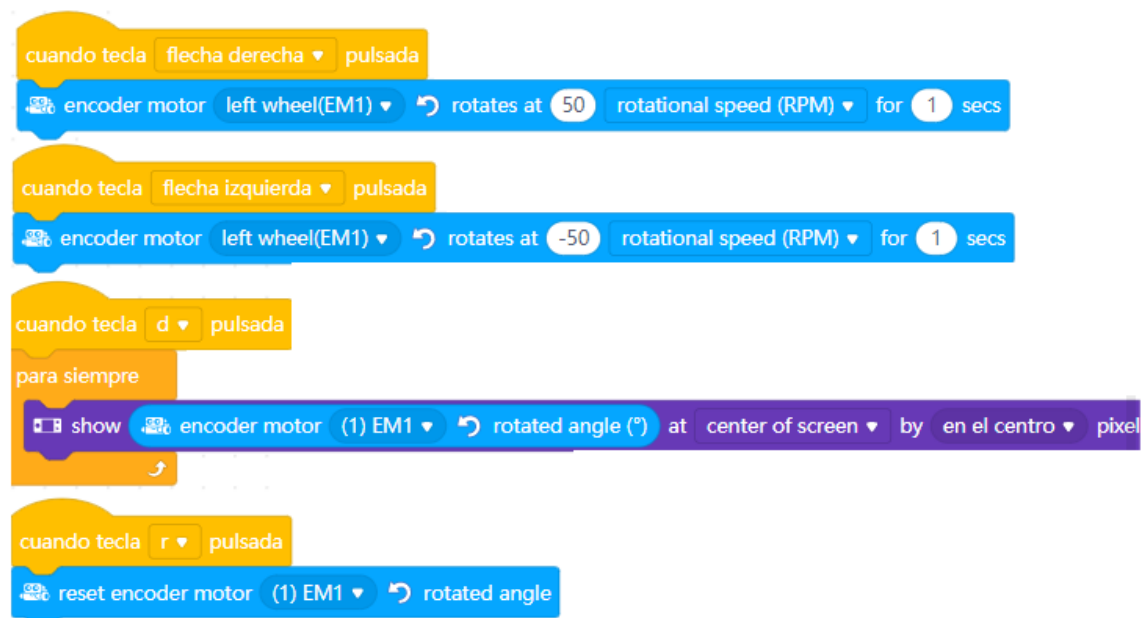 cuando tecla flecha derecha pulsada
encoder motor left wheel(EM1) rotates at 50 rotational speed (RPM) for 1 secs
cuando tecla flecha izquierda pulsada
encoder motor left wheel(EM1) rotates at -50 rotational speed (RPM) for 1 secs
cuando tecla d pulsada
para siempre
show encoder motor (1) EM1 rotated angle (°) at center of screen by en el centro pixel
cuando tecla r pulsada
reset encoder motor (1) EM1 rotated angle